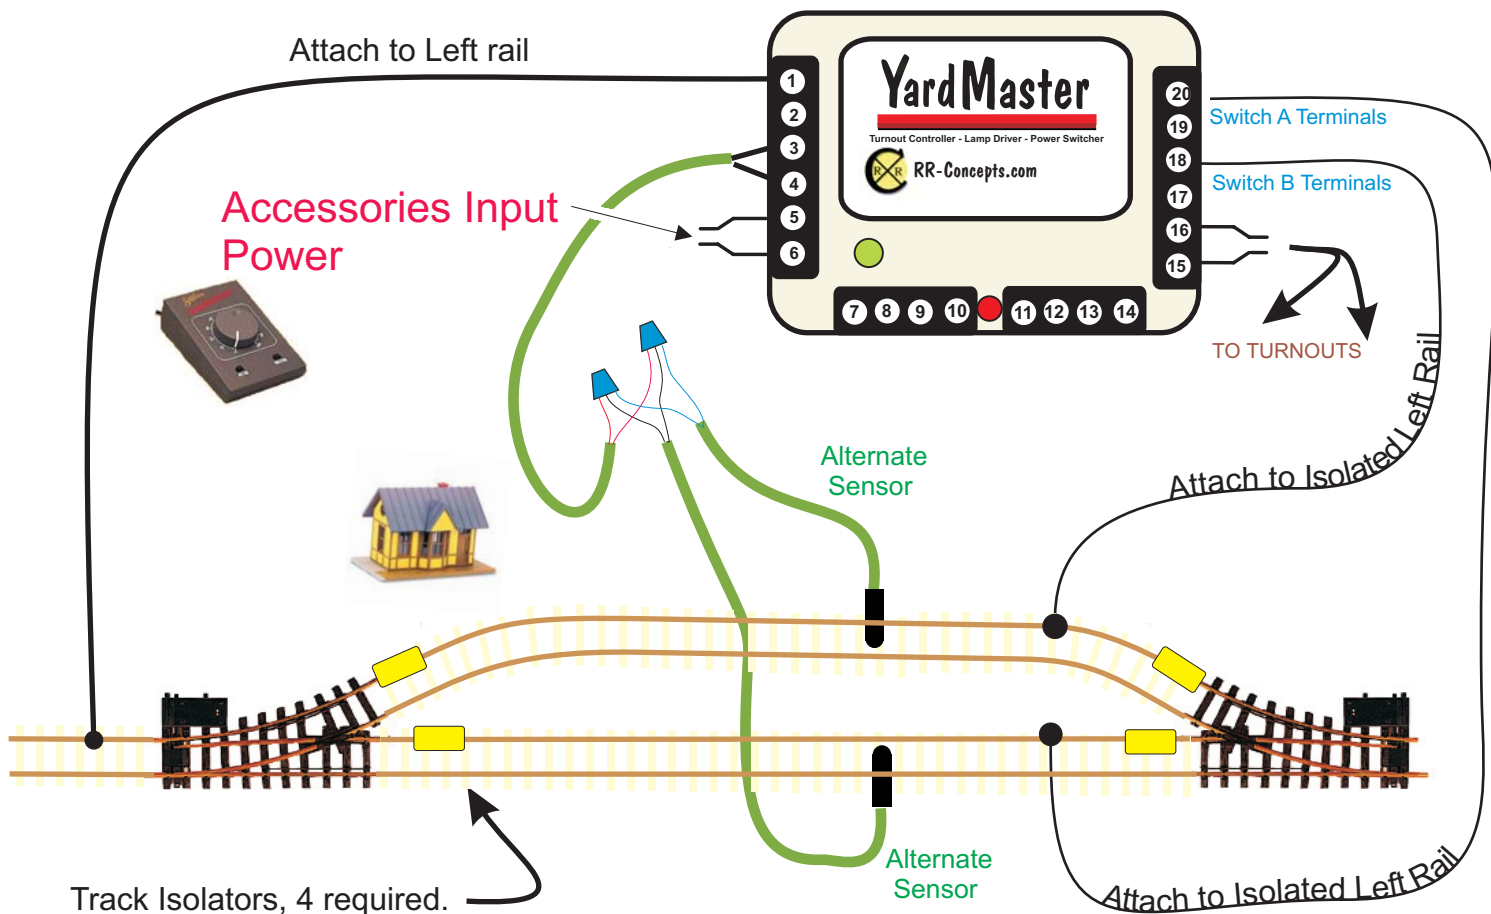 Attach to Left rail
YardMaster
Turnout Controller - Lamp Driver - Power Switcher
R R
RR-Concepts.com
1
2
3
4
5
6
7
8
9
10
11
12
13
14
20
19
18
17
16
15
Switch A Terminals
Switch B Terminals
Accessories Input
Power
TO TURNOUTS
Attach to Isolated Left Rail
Alternate
Sensor
Alternate
Sensor
Attach to Isolated Left Rail
Track Isolators, 4 required.